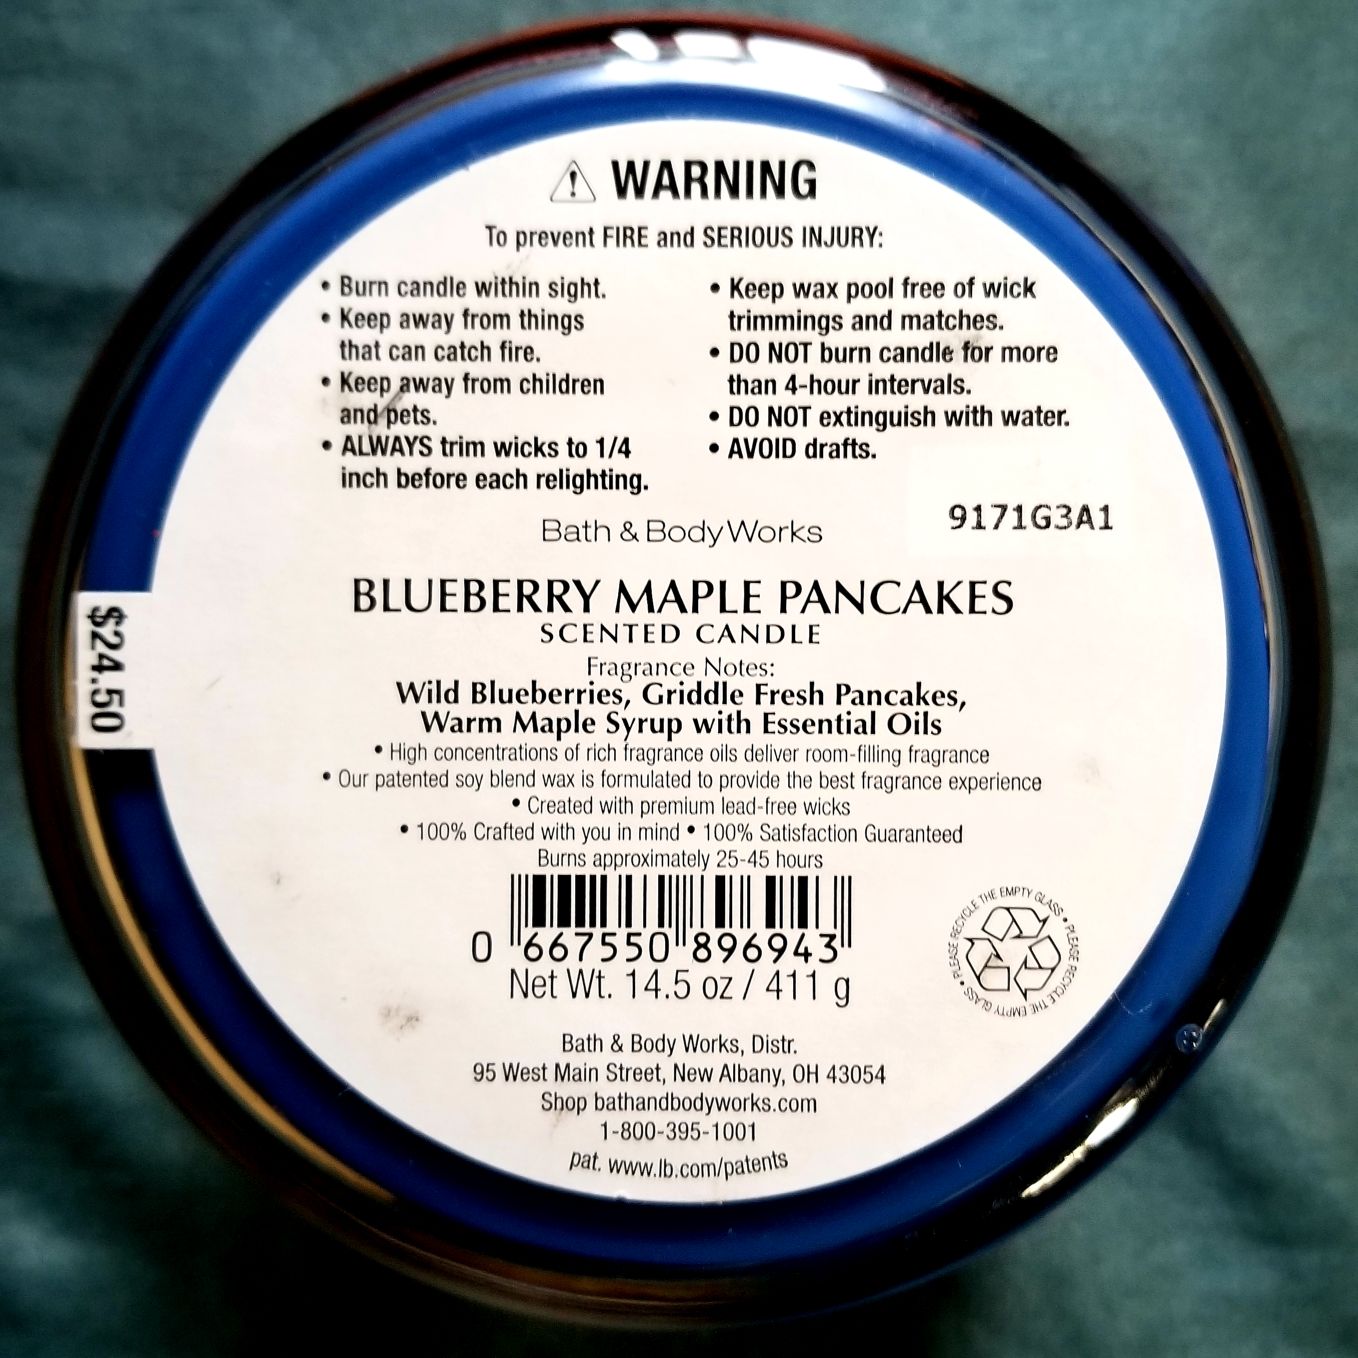 WARNING
To prevent FIRE and SERIOUS INJURY:
• Burn candle within sight.
• Keep away from things
that can catch fire.
• Keep away from children
and pets.
• ALWAYS trim wicks to 1/4
inch before each relighting.
• Keep wax pool free of wick
trimmings and matches.
• DO NOT burn candle for more
than 4-hour intervals.
• DO NOT extinguish with water.
• AVOID drafts.
9171G3A1
Bath & Body Works
BLUEBERRY MAPLE PANCAKES
SCENTED CANDLE
$24.50
Fragrance Notes:
Wild Blueberries, Griddle Fresh Pancakes,
Warm Maple Syrup with Essential Oils
• High concentrations of rich fragrance oils deliver room-filling fragrance
• Our patented soy blend wax is formulated to provide the best fragrance experience
• Created with premium lead-free wicks
• 100% Crafted with you in mind • 100% Satisfaction Guaranteed
Burns approximately 25-45 hours
0 667550 896943
Net Wt. 14.5 oz / 411 g
• PLEASE RECYCLE THE EMPTY GLASS • PLEASE RECYCLE THE EMPTY GLASS
Bath & Body Works, Distr.
95 West Main Street, New Albany, OH 43054
Shop bathandbodyworks.com
1-800-395-1001
pat. www.lb.com/patents